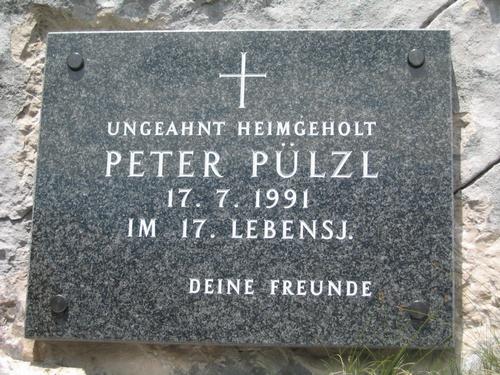 UNGEAHNT HEIMGEHOLT
PETER PÜLZL
17. 7. 1991
IM 17. LEBENSJ.
DEINE FREUNDE